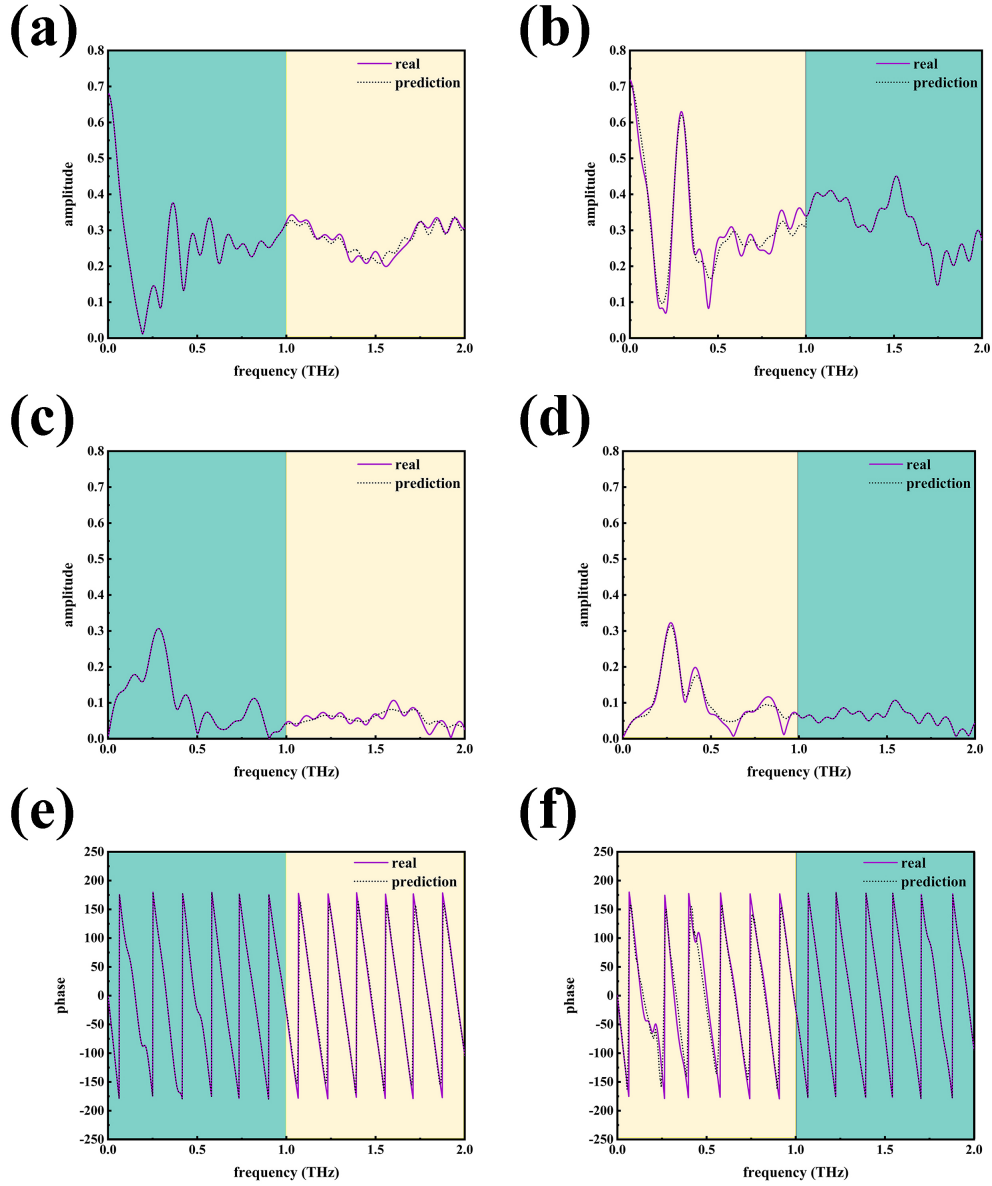 (a)
0.8
0.7
0.6
0.5
0.4
0.3
0.2
0.1
0.0
amplitude
real
prediction
0.0 0.5 1.0 1.5 2.0
frequency (THz)
(b)
0.8
0.7
0.6
0.5
0.4
0.3
0.2
0.1
0.0
amplitude
real
prediction
0.0 0.5 1.0 1.5 2.0
frequency (THz)
(c)
0.8
0.7
0.6
0.5
0.4
0.3
0.2
0.1
0.0
amplitude
real
prediction
0.0 0.5 1.0 1.5 2.0
frequency (THz)
(d)
0.8
0.7
0.6
0.5
0.4
0.3
0.2
0.1
0.0
amplitude
real
prediction
0.0 0.5 1.0 1.5 2.0
frequency (THz)
(e)
250
200
150
100
50
0
-50
-100
-150
-200
-250
phase
real
prediction
0.0 0.5 1.0 1.5 2.0
frequency (THz)
(f)
250
200
150
100
50
0
-50
-100
-150
-200
-250
phase
real
prediction
0.0 0.5 1.0 1.5 2.0
frequency (THz)